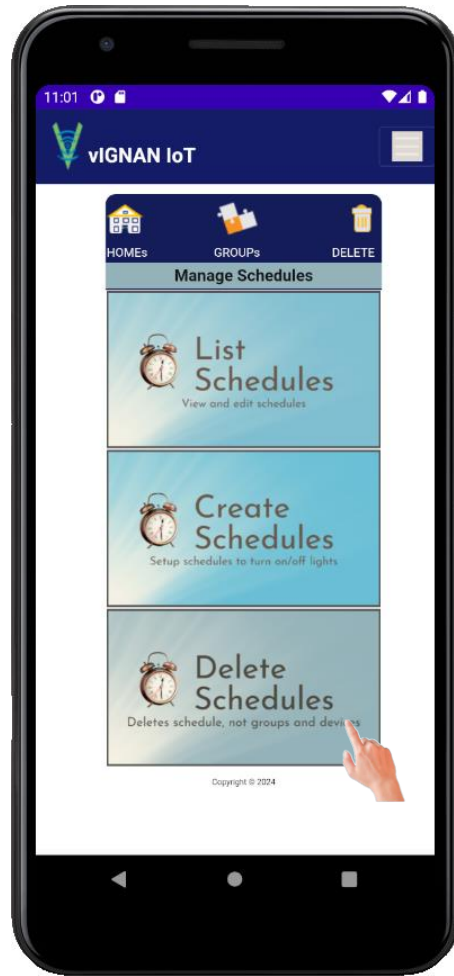 11:01
vIGNAN IoT
HOMEs GROUPs DELETE
Manage Schedules
List
Schedules
View and edit schedules
Create
Schedules
Setup schedules to turn on/off lights
Delete
Schedules
Deletes schedule, not groups and devices
Copyright © 2024